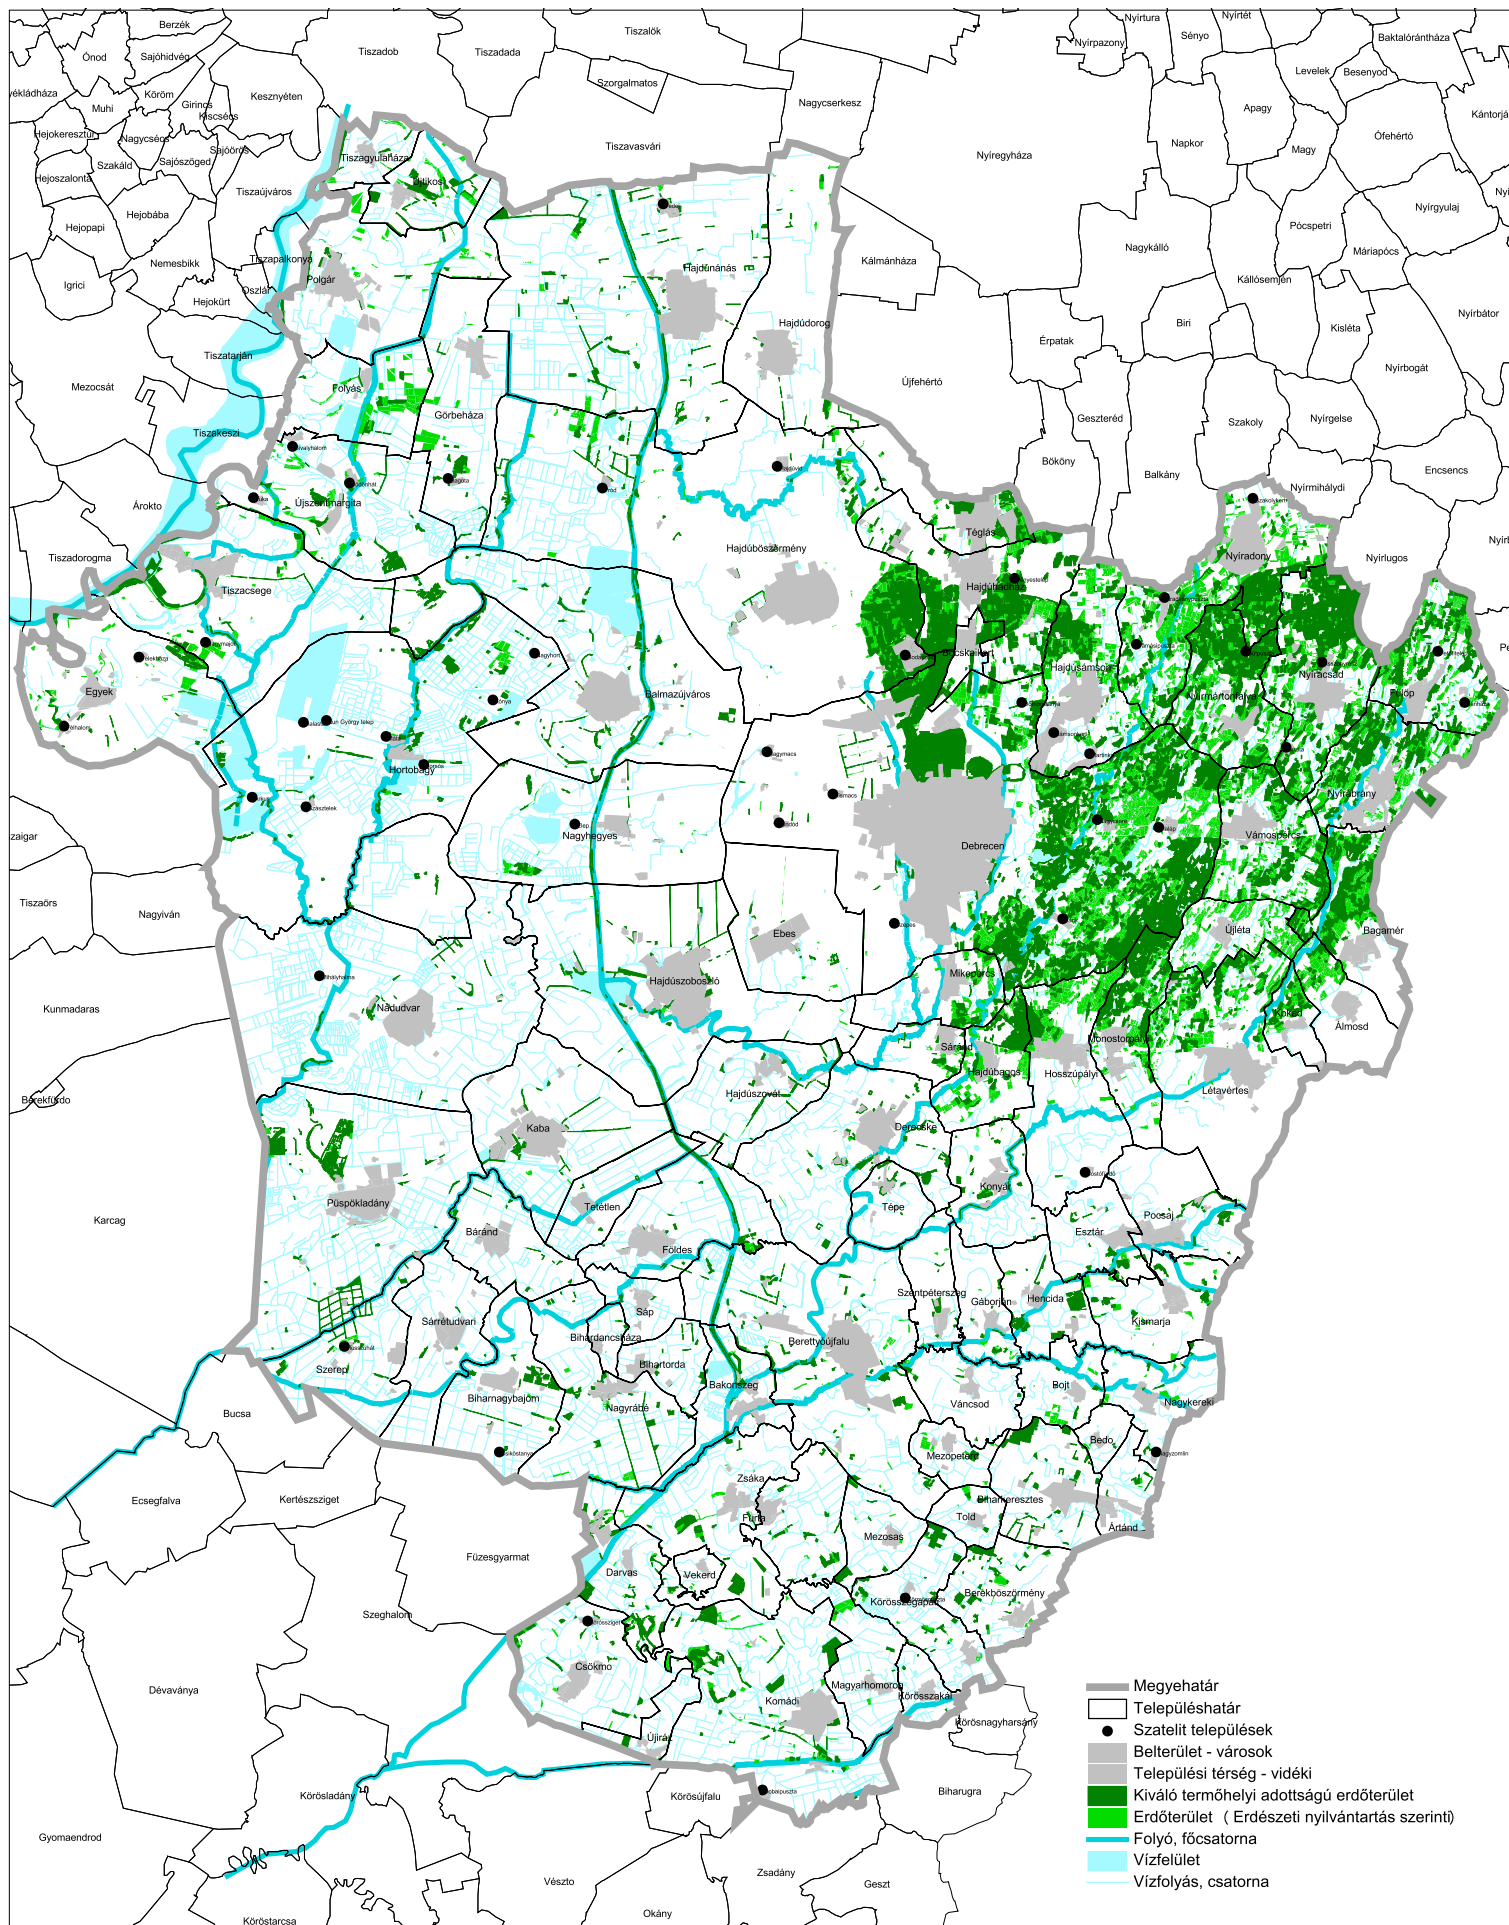 Berzék
Nyírtura
Nyírtét
Tiszalök
Sényo
Baktalórántháza
Nyírpazony
Tiszadob
Tiszadada
Ónod
Sajóhidvég
Levelek
Besenyod
Szorgalmatos
Köröm
Kesznyéten
Girincs
Nagycserkesz
Muhi
Apagy
Kiscsécs
Hejokeresztúr
Nagycsécs
Ófehértó
Napkor
Tiszavasvári
Sajóörös
Magy
Szakáld
Sajószöged
Nyíregyháza
Tiszagyulaháza
Hejoszalonta
Újtikos
Tiszaújváros
Nyírgyulaj
Hejobába
Hejopapi
Pócspetri
Nagykálló
Máriapócs
Tiszapalkonya
Kálmánháza
Nemesbikk
Hajdúnánás
Polgár
Kállósemjén
Igrici
Oszlár
Hejokürt
Nyírbátor
Hajdúdorog
Biri
Kisléta
Érpatak
Tiszatarján
Nyírbogát
Újfehértó
Mezocsát
Folyás
Görbeháza
Geszteréd
Nyírgelse
Szakoly
Tiszakeszi
Bököny
Encsencs
Balkány
Nyírmihálydi
Újszentmargita
Árokto
Téglás
Hajdúböszörmény
Nyíradony
Nyírlugos
Tiszadorogma
Hajdúhadház
Tiszacsege
Bocskaikert
Hajdúsámson
Nyíracsád
Egyek
Fülöp
Balmazújváros
Nyírmártonfalva
Hun György telep
Nagymacs
Hortobágy
Nyírábrány
Nagyhegyes
Vámospércs
Debrecen
Tiszaörs
Nagyiván
Újléta
Bagamér
Ebes
Mikepércs
Hajdúszoboszló
Kunmadaras
Nádudvar
Kokad
Álmosd
Monostorpályi
Sáránd
Hajdúbagos
Hosszúpályi
Létavértes
Hajdúszovát
Berekfürdo
Derecske
Kaba
Konyár
Püspökladány
Tetétlen
Tépe
Karcag
Pocsaj
Báránd
Esztár
Földes
Szentpéterszeg
Gáborján
Hencida
Sáp
Sárrétudvari
Kismarja
Bihardancsháza
Berettyóújfalu
Bihartorda
Szerep
Bakonszeg
Bojt
Biharnagybajom
Nagykereki
Váncsod
Nagyrábé
Bucsa
Bedo
Mezopeterd
Zsáka
Ecsegfalva
Kertészsziget
Biharkeresztes
Furta
Told
Ártánd
Mezosas
Füzesgyarmat
Darvas
Vekerd
Berekböszörmény
Körösszegapáti
Szeghalom
Csökmo
Magyarhomorog
Dévaványa
Komádi
Körösszakál
Körösnagyharsány
Újiráz
Biharugra
Körösladány
Körösújfalu
Gyomaendrod
Zsadány
Vészto
Geszt
Okány
Köröstarcsa
Megyehatár
Településhatár
Szatelit települések
Belterület - városok
Települési térség - vidéki
Kiváló termőhelyi adottságú erdőterület
Erdőterület ( Erdészeti nyilvántartás szerinti)
Folyó, főcsatorna
Vízfelület
Vízfolyás, csatorna